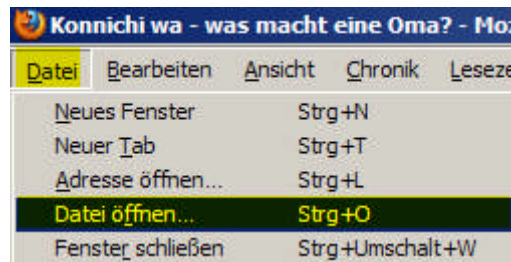 Konnichi wa - was macht eine Oma? - Mo
Datei Bearbeiten Ansicht Chronik Leseze
Neues Fenster Strg+N
Neuer Tab Strg+T
Adresse öffnen... Strg+L
Datei öffnen... Strg+O
Fenster schließen Strg+Umschalt+W